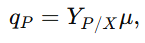 q_P = Y_{P/X}μ,